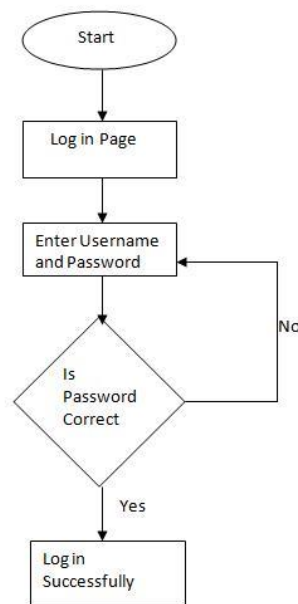 Start
Log in Page
Enter Username
and Password
No
Is
Password
Correct
Yes
Log in
Successfully